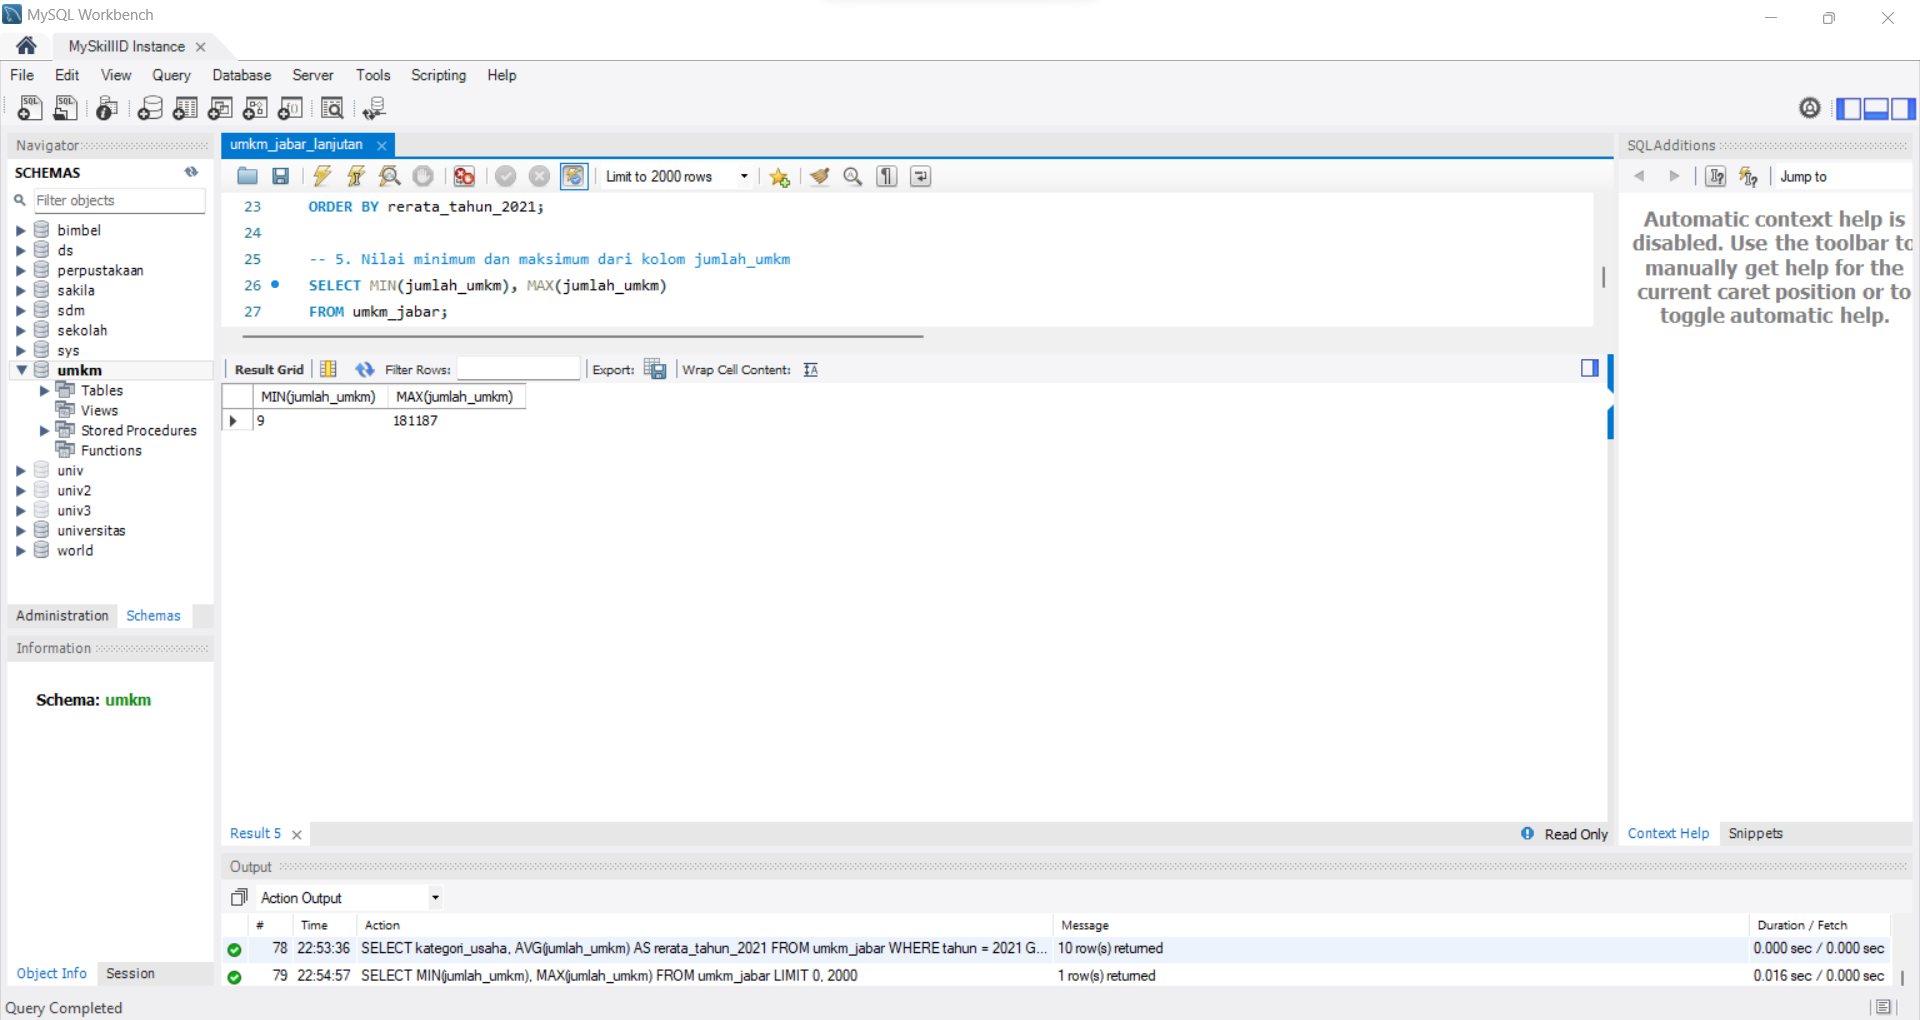 MySQL Workbench
MySkillID Instance
File Edit View Query Database Server Tools Scripting Help
Navigator
SCHEMAS
Filter objects
bimbel
ds
perpustakaan
sakila
sdm
sekolah
sys
umkm
Tables
Views
Stored Procedures
Functions
univ
univ2
univ3
universitas
world
Administration Schemas
Information
Schema: umkm
Object Info Session
umkm_jabar_lanjutan
Limit to 2000 rows
23 ORDER BY rerata_tahun_2021;
24
25 -- 5. Nilai minimum dan maksimum dari kolom jumlah_umkm
26 SELECT MIN(jumlah_umkm), MAX(jumlah_umkm)
27 FROM umkm_jabar;
Result Grid Filter Rows: Export: Wrap Cell Content:
MIN(jumlah_umkm) MAX(jumlah_umkm)
9 181187
Result 5 Read Only
SQLAdditions
Jump to
Automatic context help is
disabled. Use the toolbar to
manually get help for the
current caret position or to
toggle automatic help.
Context Help Snippets
Output
Action Output
# Time Action Message Duration / Fetch
78 22:53:36 SELECT kategori_usaha, AVG(jumlah_umkm) AS rerata_tahun_2021 FROM umkm_jabar WHERE tahun = 2021 G... 10 row(s) returned 0.000 sec / 0.000 sec
79 22:54:57 SELECT MIN(jumlah_umkm), MAX(jumlah_umkm) FROM umkm_jabar LIMIT 0, 2000 1 row(s) returned 0.016 sec / 0.000 sec
Query Completed